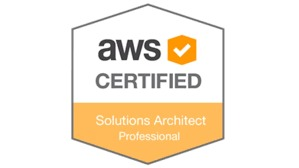 aws
CERTIFIED
Solutions Architect
Professional